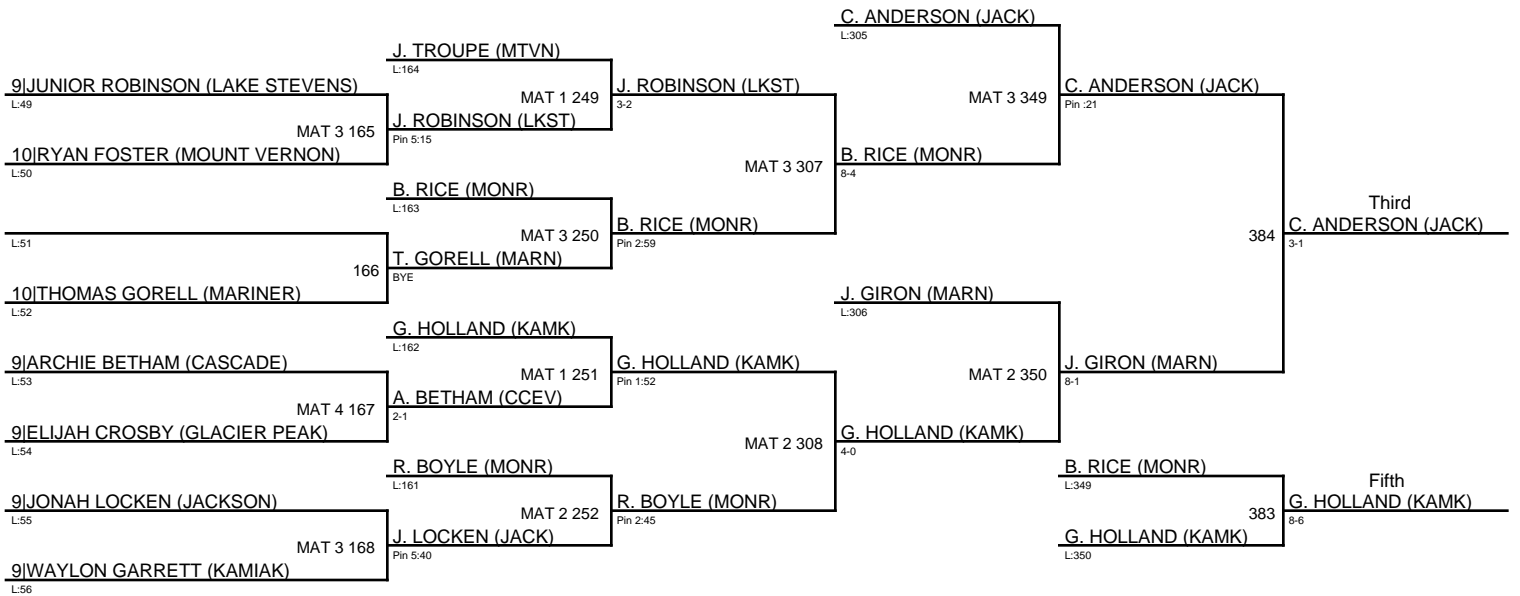 C. ANDERSON (JACK)
L:305
J. TROUPE (MTVN)
L:164
9|JUNIOR ROBINSON (LAKE STEVENS)
L:49
MAT 1 249
J. ROBINSON (LKST)
3-2
MAT 3 349
C. ANDERSON (JACK)
Pin :21
MAT 3 165
J. ROBINSON (LKST)
Pin 5:15
10|RYAN FOSTER (MOUNT VERNON)
L:50
MAT 3 307
B. RICE (MONR)
8-4
B. RICE (MONR)
L:163
Third
L:51
MAT 3 250
B. RICE (MONR)
Pin 2:59
384
C. ANDERSON (JACK)
3-1
166
T. GORELL (MARN)
BYE
10|THOMAS GORELL (MARINER)
L:52
J. GIRON (MARN)
L:306
G. HOLLAND (KAMK)
L:162
9|ARCHIE BETHAM (CASCADE)
L:53
MAT 1 251
G. HOLLAND (KAMK)
Pin 1:52
MAT 2 350
J. GIRON (MARN)
8-1
MAT 4 167
A. BETHAM (CCEV)
2-1
9|ELIJAH CROSBY (GLACIER PEAK)
L:54
MAT 2 308
G. HOLLAND (KAMK)
4-0
R. BOYLE (MONR)
L:161
B. RICE (MONR)
L:349
Fifth
9|JONAH LOCKEN (JACKSON)
L:55
MAT 2 252
R. BOYLE (MONR)
Pin 2:45
383
G. HOLLAND (KAMK)
8-6
MAT 3 168
J. LOCKEN (JACK)
Pin 5:40
G. HOLLAND (KAMK)
L:350
9|WAYLON GARRETT (KAMIAK)
L:56